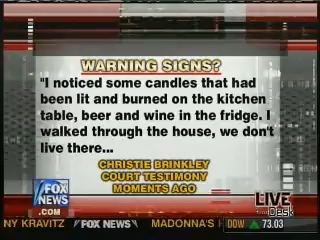 WARNING SIGNS?
"I noticed some candles that had
been lit and burned on the kitchen
table, beer and wine in the fridge. I
walked through the house, we don't
live there...
CHRISTIE BRINKLEY
COURT TESTIMONY
MOMENTS AGO
FOX
NEWS
.COM
LIVE
Desk
NY KRAVITZ FOX NEWS MADONNA'S DOW 73.03